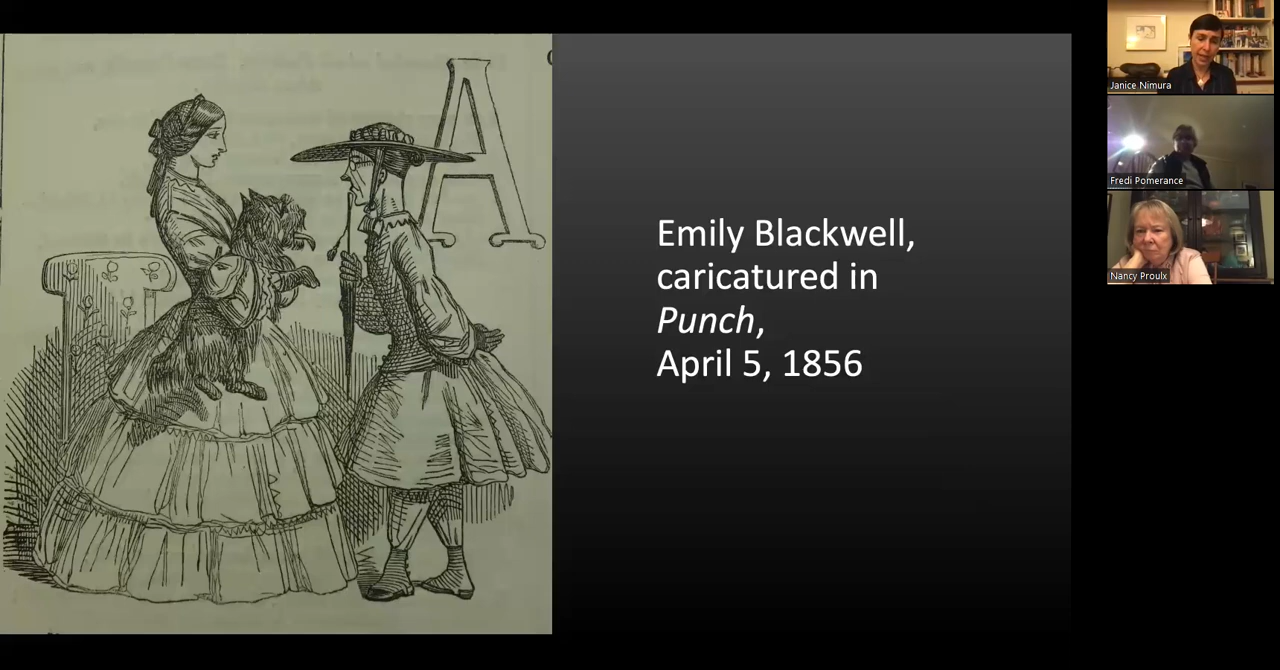 A
Emily Blackwell,
caricatured in
Punch,
April 5, 1856
Janice Nimura
Fredi Pomerance
Nancy Proulx